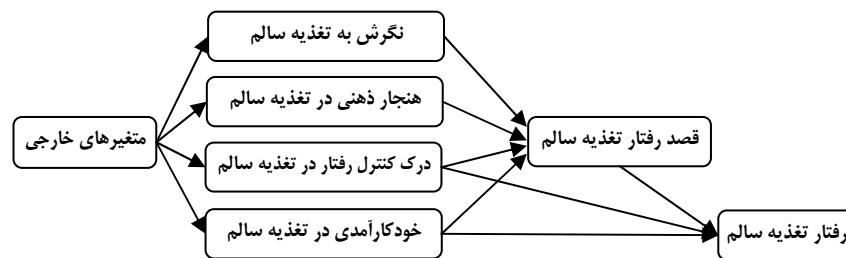 نگرش به تغذیه سالم
هنجار ذهنی در تغذیه سالم
متغیرهای خارجی
قصد رفتار تغذیه سالم
درک کنترل رفتار در تغذیه سالم
خودکارآمدی در تغذیه سالم
رفتار تغذیه سالم